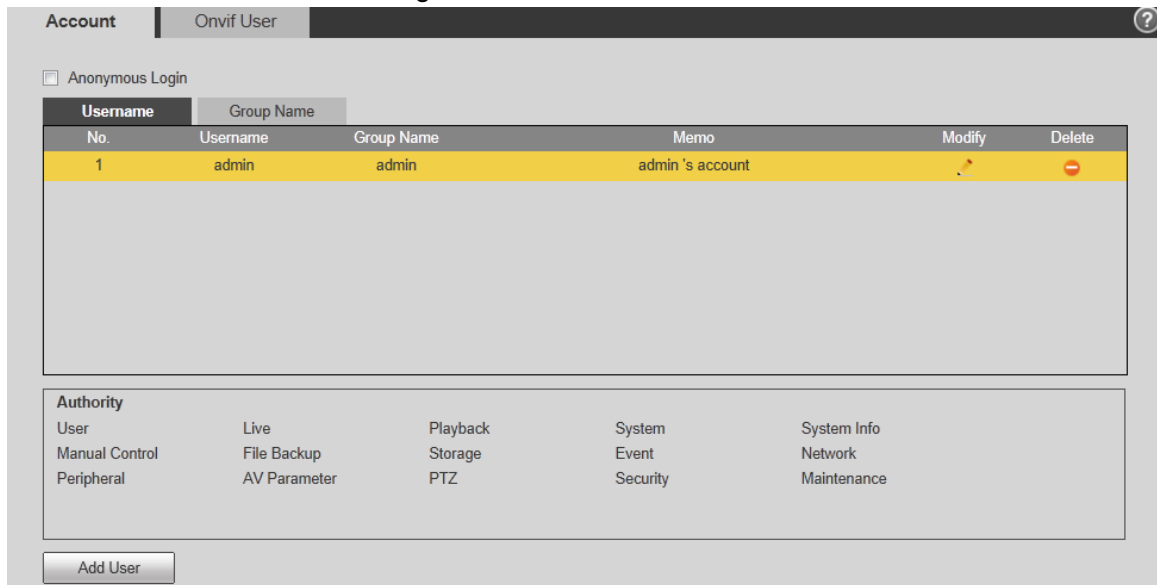 Account Onvif User ?
Anonymous Login
Username Group Name
No. Username Group Name Memo Modify Delete
1 admin admin admin 's account
Authority
User Live Playback System System Info
Manual Control File Backup Storage Event Network
Peripheral AV Parameter PTZ Security Maintenance
Add User